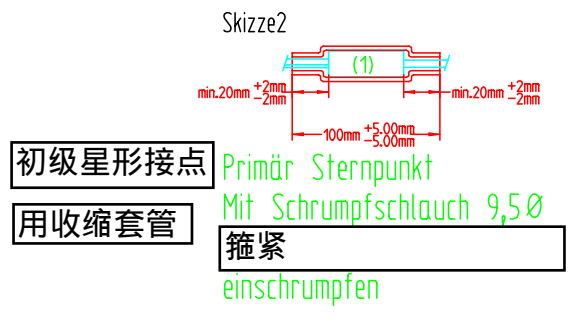 Skizze2
(1)
min.20mm +2mm −2mm
min.20mm +2mm −2mm
100mm +5.00mm −5.00mm
初级星形接点 Primär Sternpunkt
用收缩套管 Mit Schrumpfschlauch 9,5Ø
箍紧
einschrumpfen